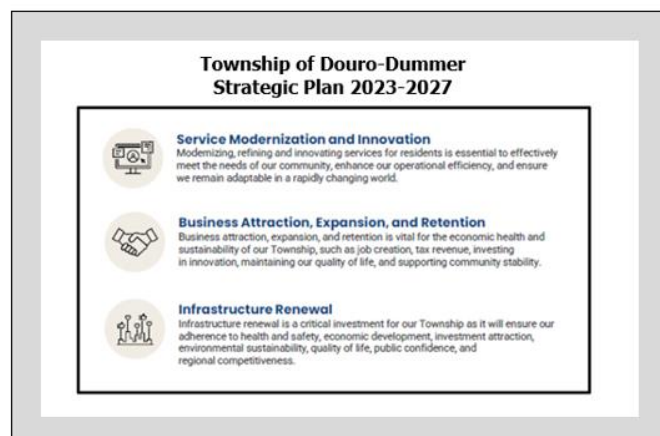 Township of Douro-Dummer
Strategic Plan 2023-2027
Service Modernization and Innovation
Modernizing, refining and innovating services for residents is essential to effectively
meet the needs of our community, enhance our operational efficiency, and ensure
we remain adaptable in a rapidly changing world.
Business Attraction, Expansion, and Retention
Business attraction, expansion, and retention is vital for the economic health and
sustainability of our Township, such as job creation, tax revenue, investing
in innovation, maintaining our quality of life, and supporting community stability.
Infrastructure Renewal
Infrastructure renewal is a critical investment for our Township as it will ensure our
adherence to health and safety, economic development, investment attraction,
environmental sustainability, quality of life, public confidence, and
regional competitiveness.